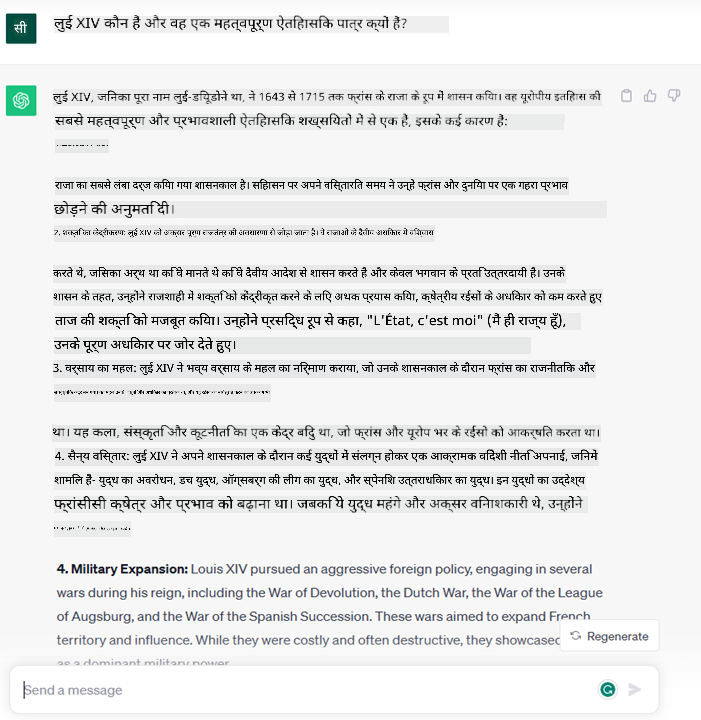 सी
लुई XIV कौन है और वह एक महत्वपूर्ण ऐतिहासिक पात्र क्यों है?
लुई XIV, जिनका पूरा नाम लुई-डियूडोने था, ने 1643 से 1715 तक फ्रांस के राजा के रूप में शासन किया। वह यूरोपीय इतिहास की
सबसे महत्वपूर्ण और प्रभावशाली ऐतिहासिक शख्सियतों में से एक है, इसके कई कारण है:
राजा का सबसे लंबा दर्ज किया गया शासनकाल है। सिंहासन पर अपने विस्तारित समय ने उन्हें फ्रांस और दुनिया पर एक गहरा प्रभाव
छोड़ने की अनुमति दी।
2. शक्ति का केंद्रीकरण: लुई XIV को अक्सर पूर्ण राजतंत्र की अवधारणा से जोड़ा जाता है। वे राजाओं के दैवीय अधिकार में विश्वास
करते थे, जिसका अर्थ था कि वे मानते थे कि वे दैवीय आदेश से शासन करते है और केवल भगवान के प्रति उत्तरदायी है। उनके
शासन के तहत, उन्होंने राजशाही में शक्ति को केंद्रीकृत करने के लिए अथक प्रयास किया, क्षेत्रीय रईसों के अधिकार को कम करते हुए
ताज की शक्ति को मजबूत किया। उन्होंने प्रसिद्ध रूप से कहा, "L'État, c'est moi" (मैं ही राज्य हूँ),
उनके पूर्ण अधिकार पर जोर देते हुए।
3. वर्साय का महल: लुई XIV ने भव्य वर्साय के महल का निर्माण कराया, जो उनके शासनकाल के दौरान फ्रांस का राजनीतिक और
था। यह कला, संस्कृति और कूटनीति का एक केंद्र बिंदु था, जो फ्रांस और यूरोप भर के रईसों को आकर्षित करता था।
4. सैन्य विस्तार: लुई XIV ने अपने शासनकाल के दौरान कई युद्धों में संलग्न होकर एक आक्रामक विदेशी नीति अपनाई, जिनमें
शामिल है- युद्ध का अवरोधन, डच युद्ध, ऑग्सबर्ग की लीग का युद्ध, और स्पेनिश उत्तराधिकार का युद्ध। इन युद्धों का उद्देश्य
फ्रांसीसी क्षेत्र और प्रभाव को बढ़ाना था। जबकि ये युद्ध महंगे और अक्सर विनाशकारी थे, उन्होंने
4. Military Expansion: Louis XIV pursued an aggressive foreign policy, engaging in several
wars during his reign, including the War of Devolution, the Dutch War, the War of the League
of Augsburg, and the War of the Spanish Succession. These wars aimed to expand French
territory and influence. While they were costly and often destructive, they showcased
Regenerate
as a dominant military power.
Send a message